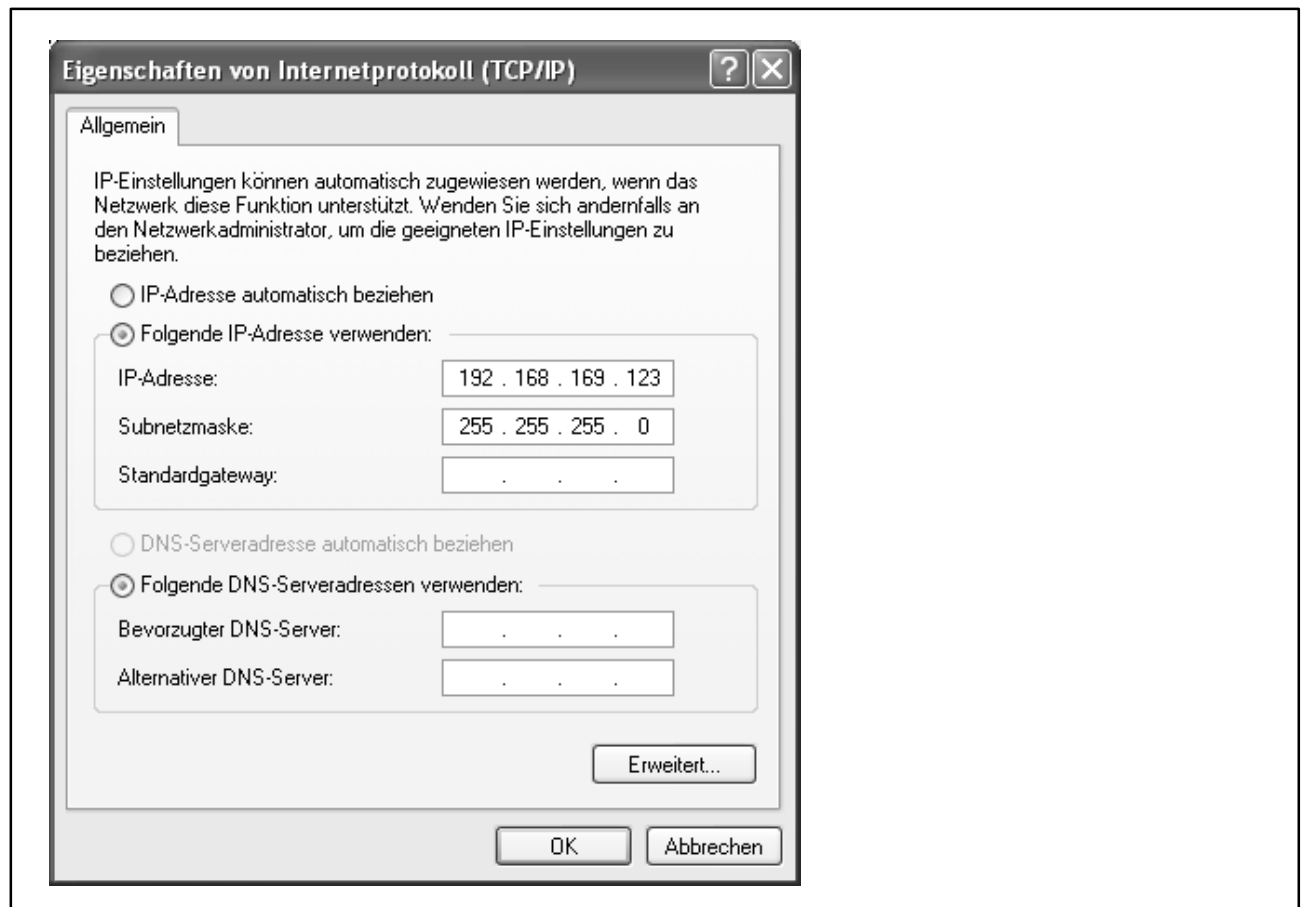 Eigenschaften von Internetprotokoll (TCP/IP)
Allgemein
IP-Einstellungen können automatisch zugewiesen werden, wenn das
Netzwerk diese Funktion unterstützt. Wenden Sie sich andernfalls an
den Netzwerkadministrator, um die geeigneten IP-Einstellungen zu
beziehen.
IP-Adresse automatisch beziehen
Folgende IP-Adresse verwenden:
IP-Adresse: 192 . 168 . 169 . 123
Subnetzmaske: 255 . 255 . 255 . 0
Standardgateway: . . .
DNS-Serveradresse automatisch beziehen
Folgende DNS-Serveradressen verwenden:
Bevorzugter DNS-Server: . . .
Alternativer DNS-Server: . . .
Erweitert...
OK Abbrechen